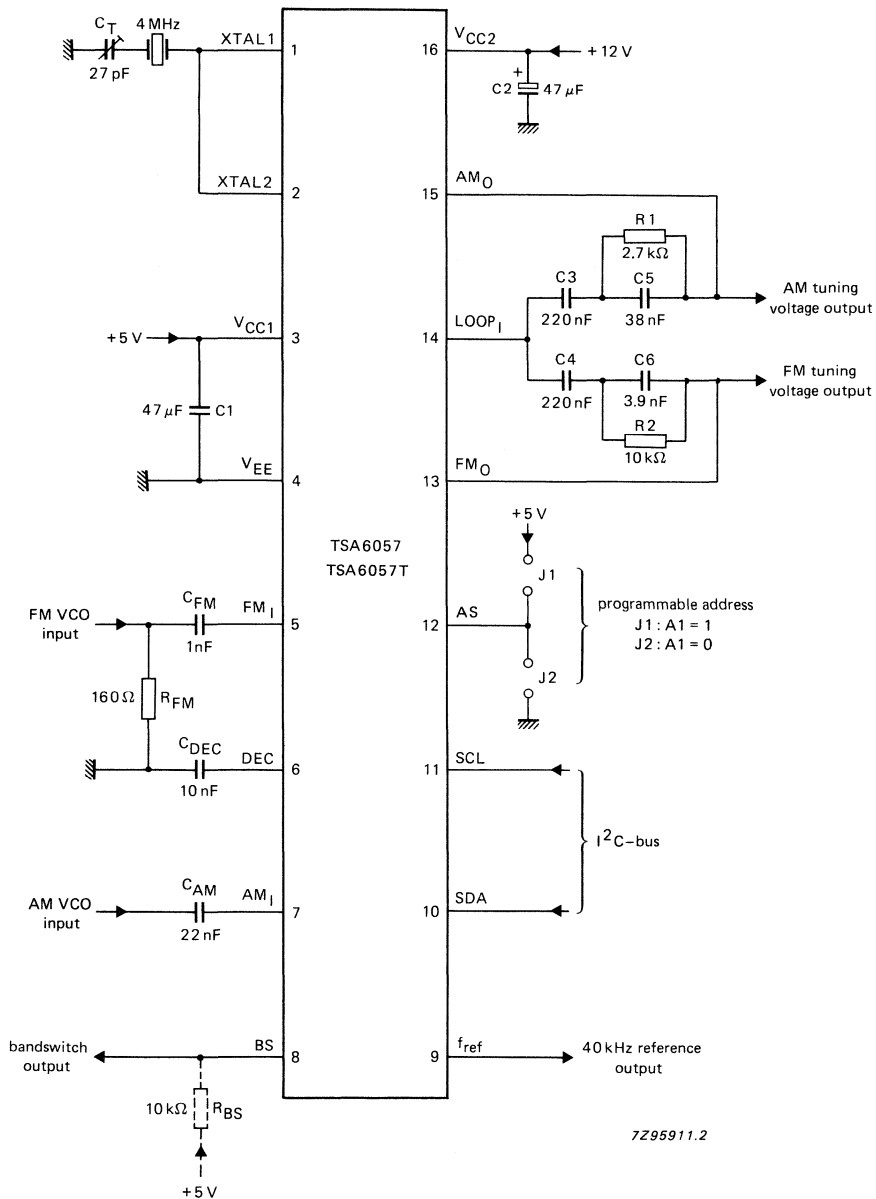 C_T 4 MHz
27 pF
XTAL1
1
XTAL2
2
+5 V
V_CC1
3
47 µF C1
V_EE
4
TSA6057
TSA6057T
FM VCO
input
C_FM
1nF
FM_I
5
160 Ω R_FM
C_DEC
10 nF
DEC
6
AM VCO
input
C_AM
22 nF
AM_I
7
bandswitch
output
BS
8
10 kΩ R_BS
+5 V
16
V_CC2
+12 V
+
C2 47 µF
15
AM_O
R1
2.7 kΩ
C3
220 nF
C5
38 nF
AM tuning
voltage output
14
LOOP_I
C4
220 nF
C6
3.9 nF
R2
10 kΩ
FM tuning
voltage output
13
FM_O
+5 V
J1
12
AS
J2
programmable address
J1 : A1 = 1
J2 : A1 = 0
11
SCL
I²C-bus
10
SDA
9
f_ref
40 kHz reference
output
7Z95911.2